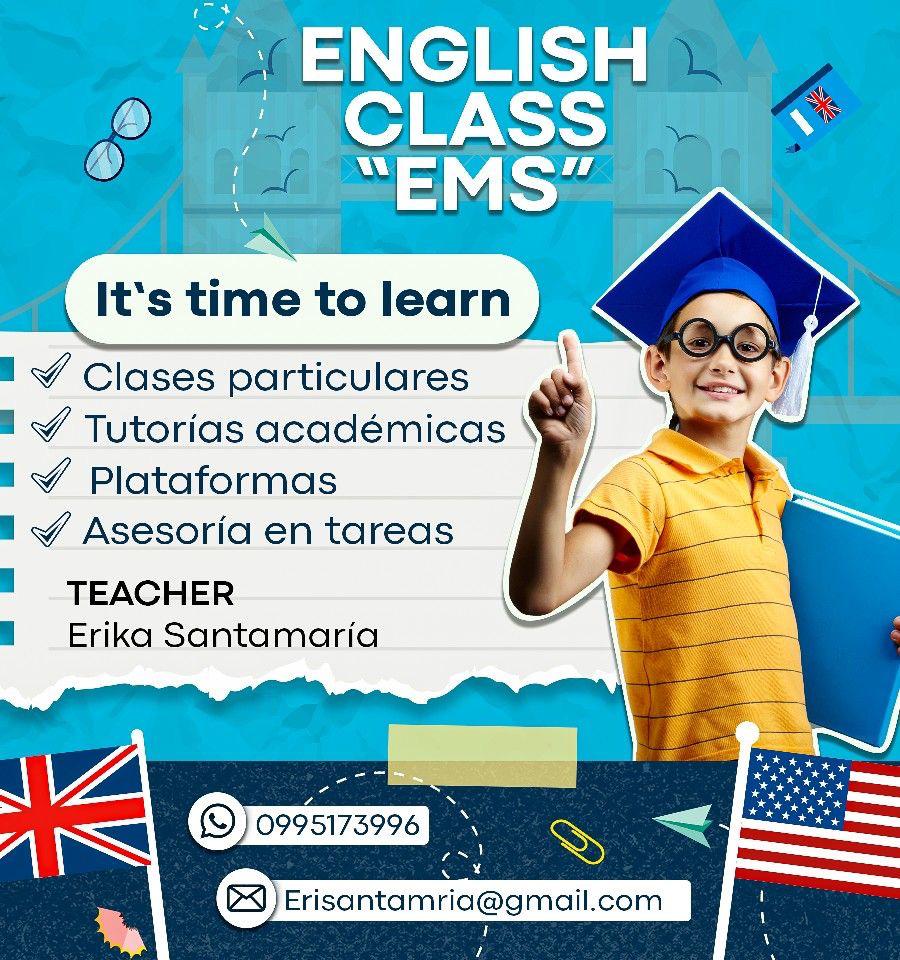 ENGLISH
CLASS
“EMS”
It‘s time to learn
Clases particulares
Tutorías académicas
Plataformas
Asesoría en tareas
TEACHER
Erika Santamaría
0995173996
Erisantamria@gmail.com